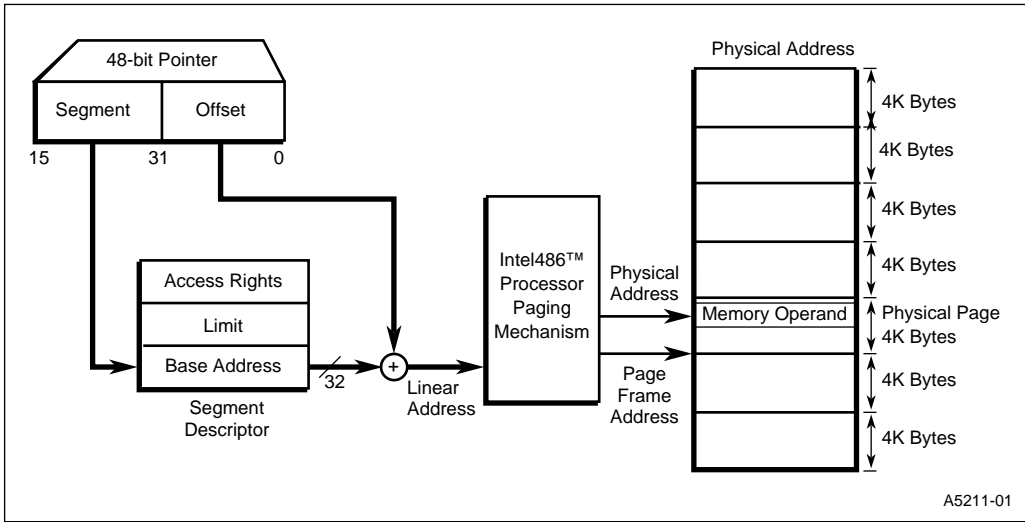 48-bit Pointer
Segment Offset
15 31 0
Access Rights
Limit
Base Address
Segment
Descriptor
32
+
Linear
Address
Intel486™
Processor
Paging
Mechanism
Physical
Address
Page
Frame
Address
Physical Address
4K Bytes
4K Bytes
4K Bytes
4K Bytes
Memory Operand
Physical Page
4K Bytes
4K Bytes
4K Bytes
A5211-01